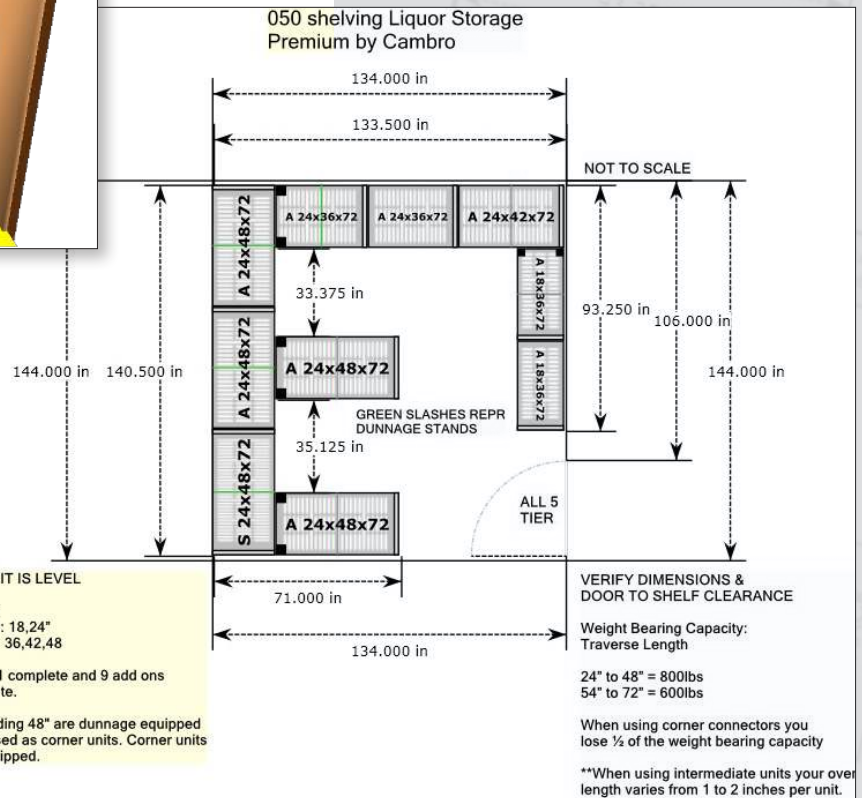 050 shelving Liquor Storage
Premium by Cambro
134.000 in
133.500 in
NOT TO SCALE
A 24x48x72
A 24x36x72
A 24x36x72
A 24x42x72
A 18x36x72
33.375 in
93.250 in
106.000 in
144.000 in
140.500 in
A 24x48x72
A 24x48x72
A 18x36x72
144.000 in
GREEN SLASHES REPR
DUNNAGE STANDS
35.125 in
S 24x48x72
A 24x48x72
ALL 5
TIER
71.000 in
134.000 in
IT IS LEVEL
: 18,24"
36,42,48
complete and 9 add ons
te.
ding 48" are dunnage equipped
sed as corner units. Corner units
ipped.
VERIFY DIMENSIONS &
DOOR TO SHELF CLEARANCE
Weight Bearing Capacity:
Traverse Length
24" to 48" = 800lbs
54" to 72" = 600lbs
When using corner connectors you
lose ½ of the weight bearing capacity
**When using intermediate units your over
length varies from 1 to 2 inches per unit.